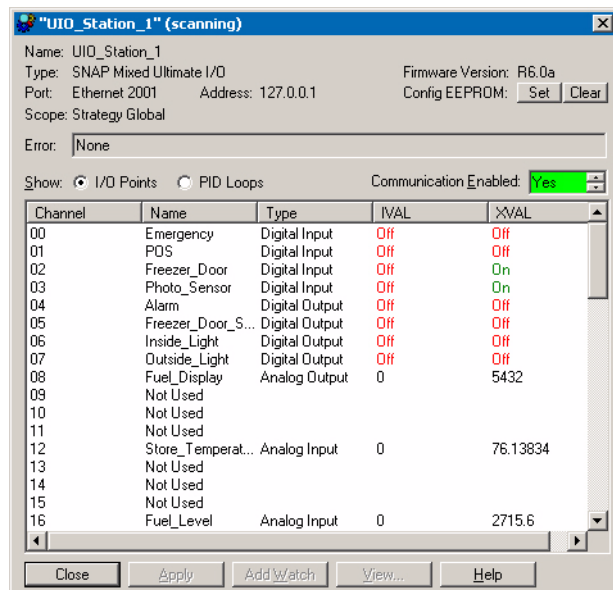 "UIO_Station_1" (scanning)
Name: UIO_Station_1
Type: SNAP Mixed Ultimate I/O Firmware Version: R6.0a
Port: Ethernet 2001 Address: 127.0.0.1 Config EEPROM: Set Clear
Scope: Strategy Global
Error: None
Show: I/O Points PID Loops Communication Enabled: Yes
Channel Name Type IVAL XVAL
00 Emergency Digital Input Off Off
01 POS Digital Input Off Off
02 Freezer_Door Digital Input Off On
03 Photo_Sensor Digital Input Off On
04 Alarm Digital Output Off Off
05 Freezer_Door_S... Digital Output Off Off
06 Inside_Light Digital Output Off Off
07 Outside_Light Digital Output Off Off
08 Fuel_Display Analog Output 0 5432
09 Not Used
10 Not Used
11 Not Used
12 Store_Temperat... Analog Input 0 76.13834
13 Not Used
14 Not Used
15 Not Used
16 Fuel_Level Analog Input 0 2715.6
Close Apply Add Watch View... Help